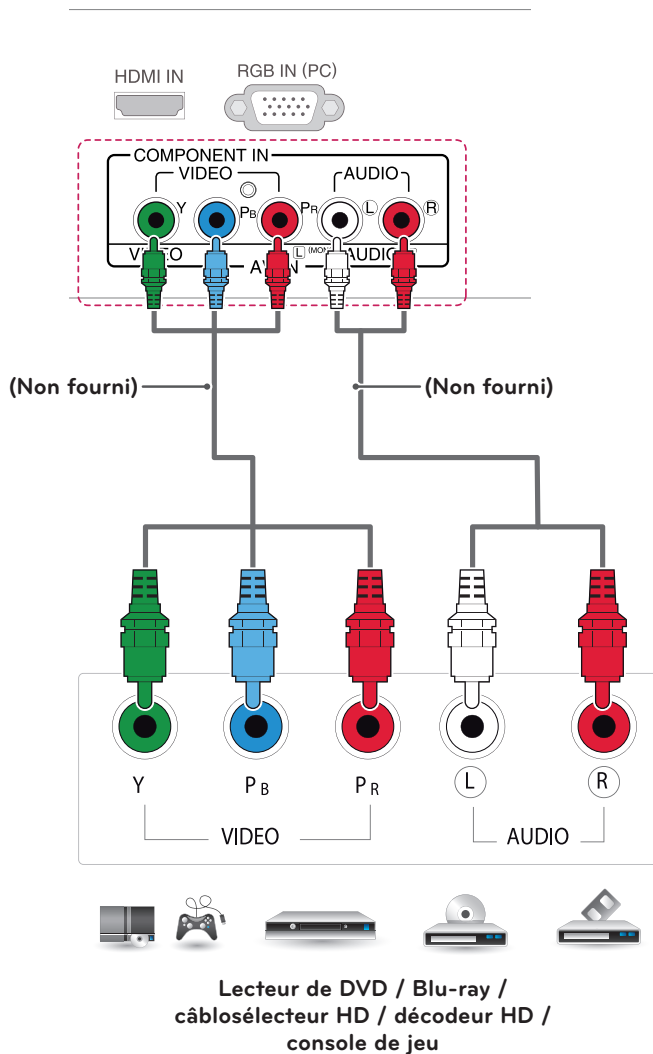 HDMI IN
RGB IN (PC)
COMPONENT IN
VIDEO
AUDIO
Y
PB
PR
L
R
L (MON
AUDIO
(Non fourni)
(Non fourni)
Y
PB
PR
L
R
VIDEO
AUDIO
Lecteur de DVD / Blu-ray /
câblosélecteur HD / décodeur HD /
console de jeu